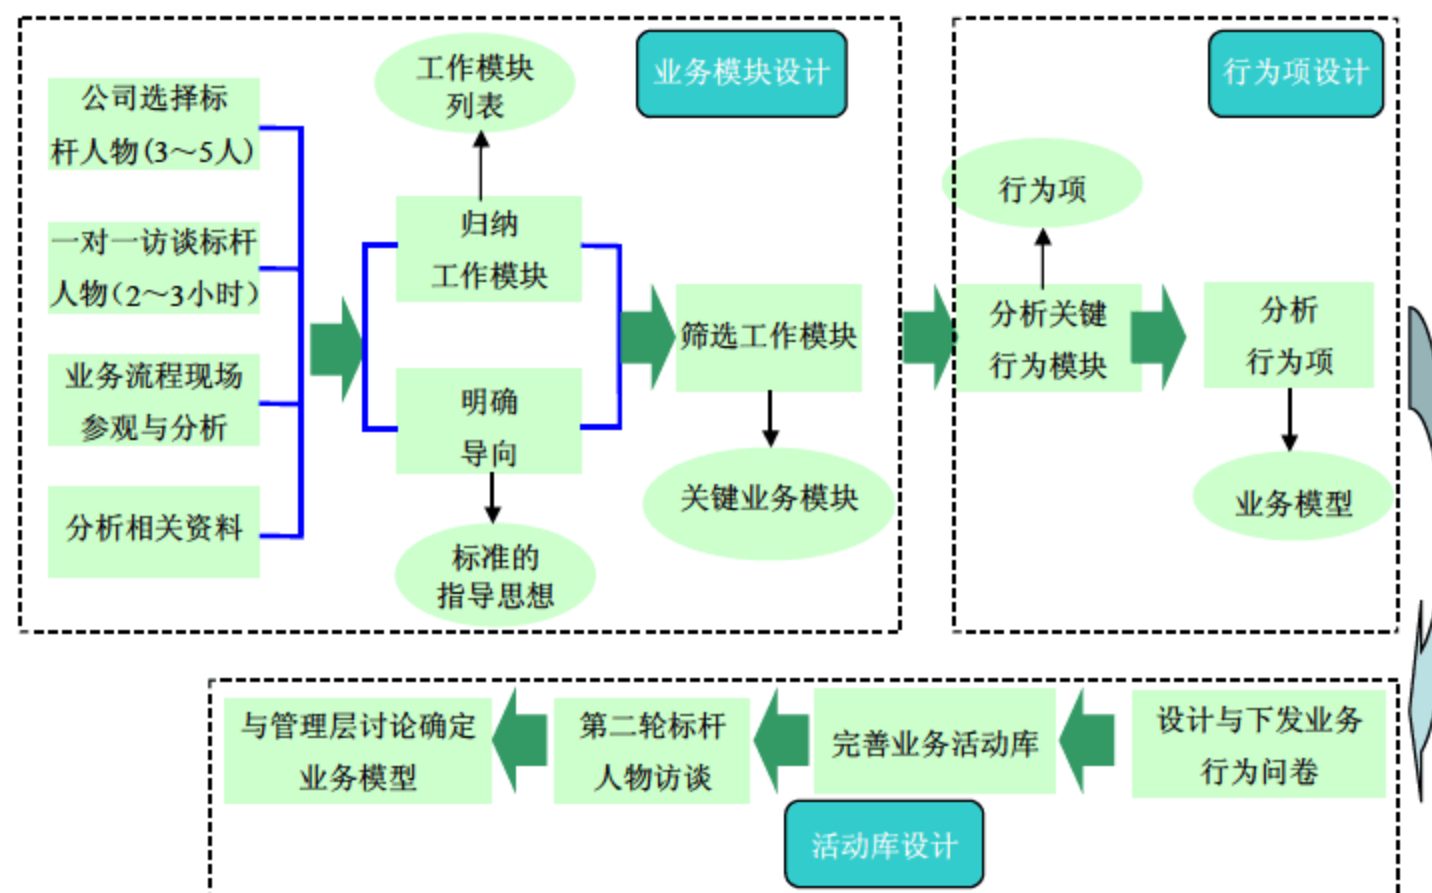 业务模块设计
公司选择标
杆人物(3～5人)
一对一访谈标杆
人物(2～3小时)
业务流程现场
参观与分析
分析相关资料
工作模块
列表
归纳
工作模块
明确
导向
标准的
指导思想
筛选工作模块
关键业务模块
行为项设计
行为项
分析关键
行为模块
分析
行为项
业务模型
设计与下发业务
行为问卷
完善业务活动库
第二轮标杆
人物访谈
与管理层讨论确定
业务模型
活动库设计